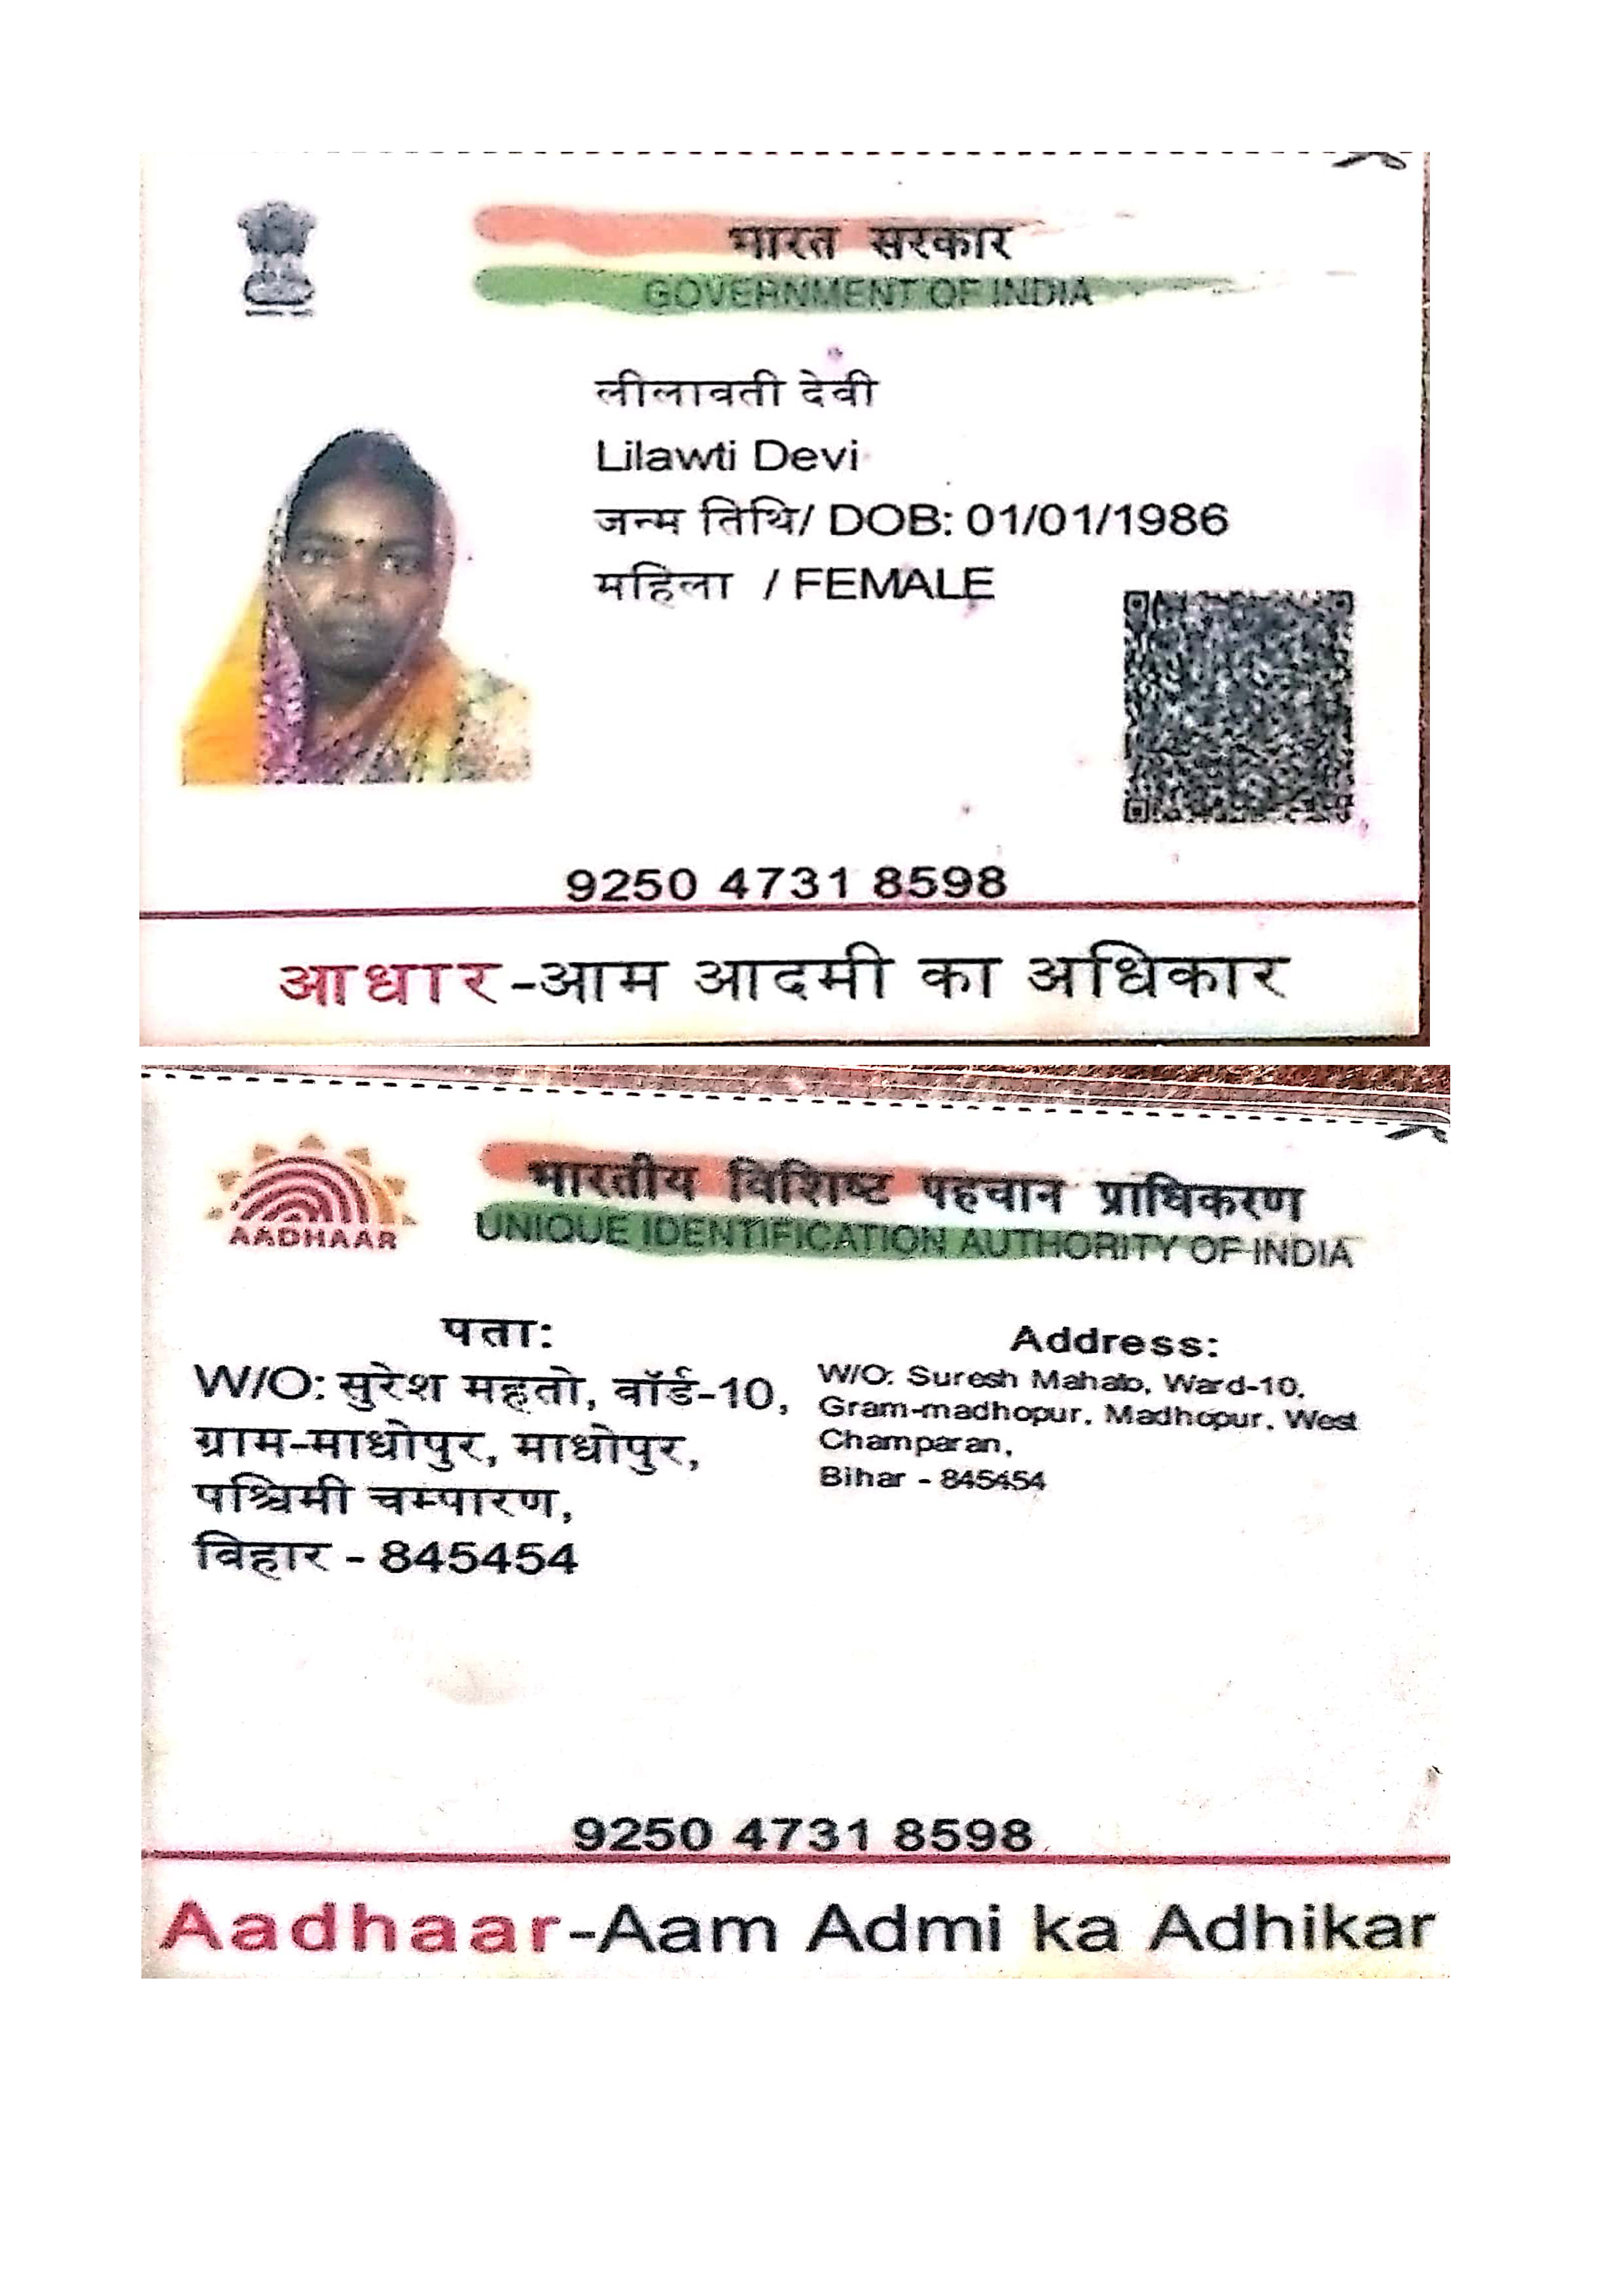 भारत सरकार
GOVERNMENT OF INDIA
लीलावती देवी
Lilawti Devi
जन्म तिथि/ DOB: 01/01/1986
महिला / FEMALE
9250 4731 8598
आधार-आम आदमी का अधिकार
AADHAAR
भारतीय विशिष्ट पहचान प्राधिकरण
UNIQUE IDENTIFICATION AUTHORITY OF INDIA
पता:
W/O: सुरेश महतो, वॉर्ड-10,
ग्राम-माधोपुर, माधोपुर,
पश्चिमी चम्पारण,
बिहार - 845454
Address:
W/O: Suresh Mahato, Ward-10,
Gram-madhopur, Madhopur, West
Champaran,
Bihar - 845454
9250 4731 8598
Aadhaar-Aam Admi ka Adhikar